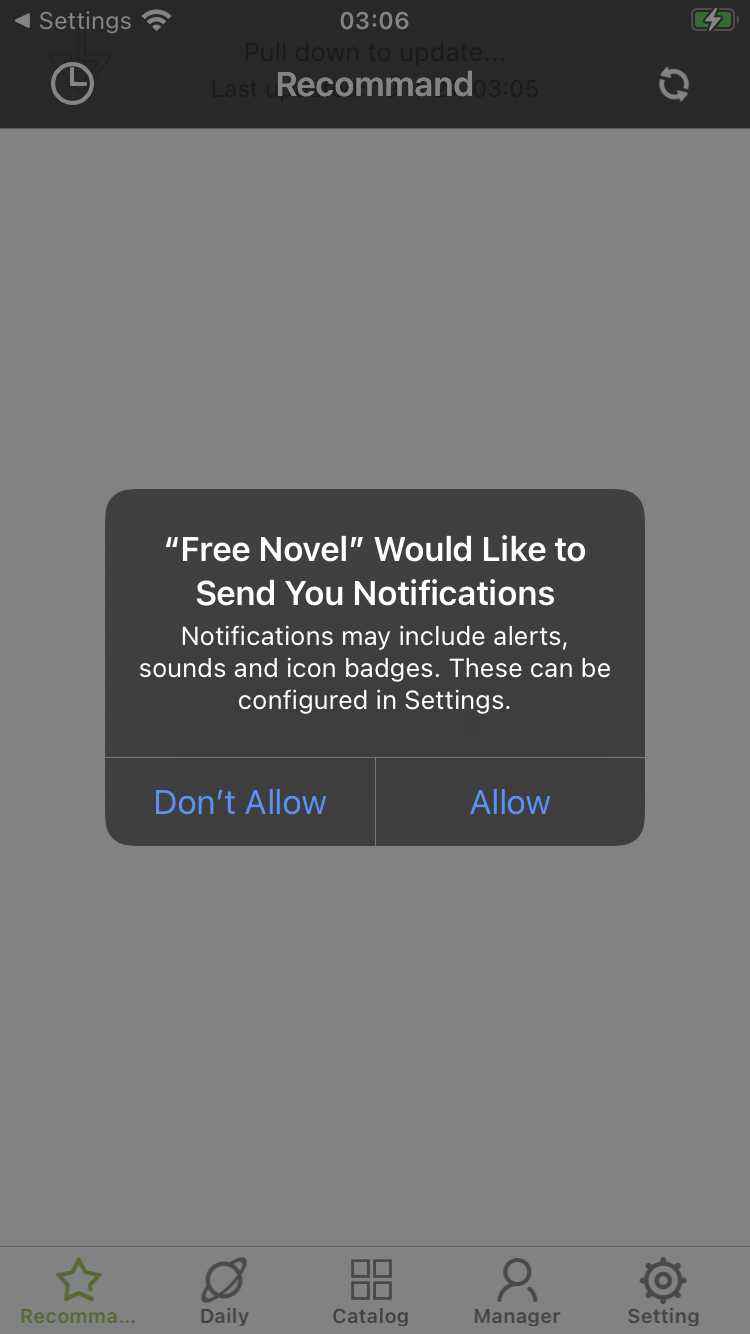 Settings
03:06
Pull down to update...
Recommand
Last 03:05
“Free Novel” Would Like to
Send You Notifications
Notifications may include alerts,
sounds and icon badges. These can be
configured in Settings.
Don’t Allow
Allow
Recomma...
Daily
Catalog
Manager
Setting